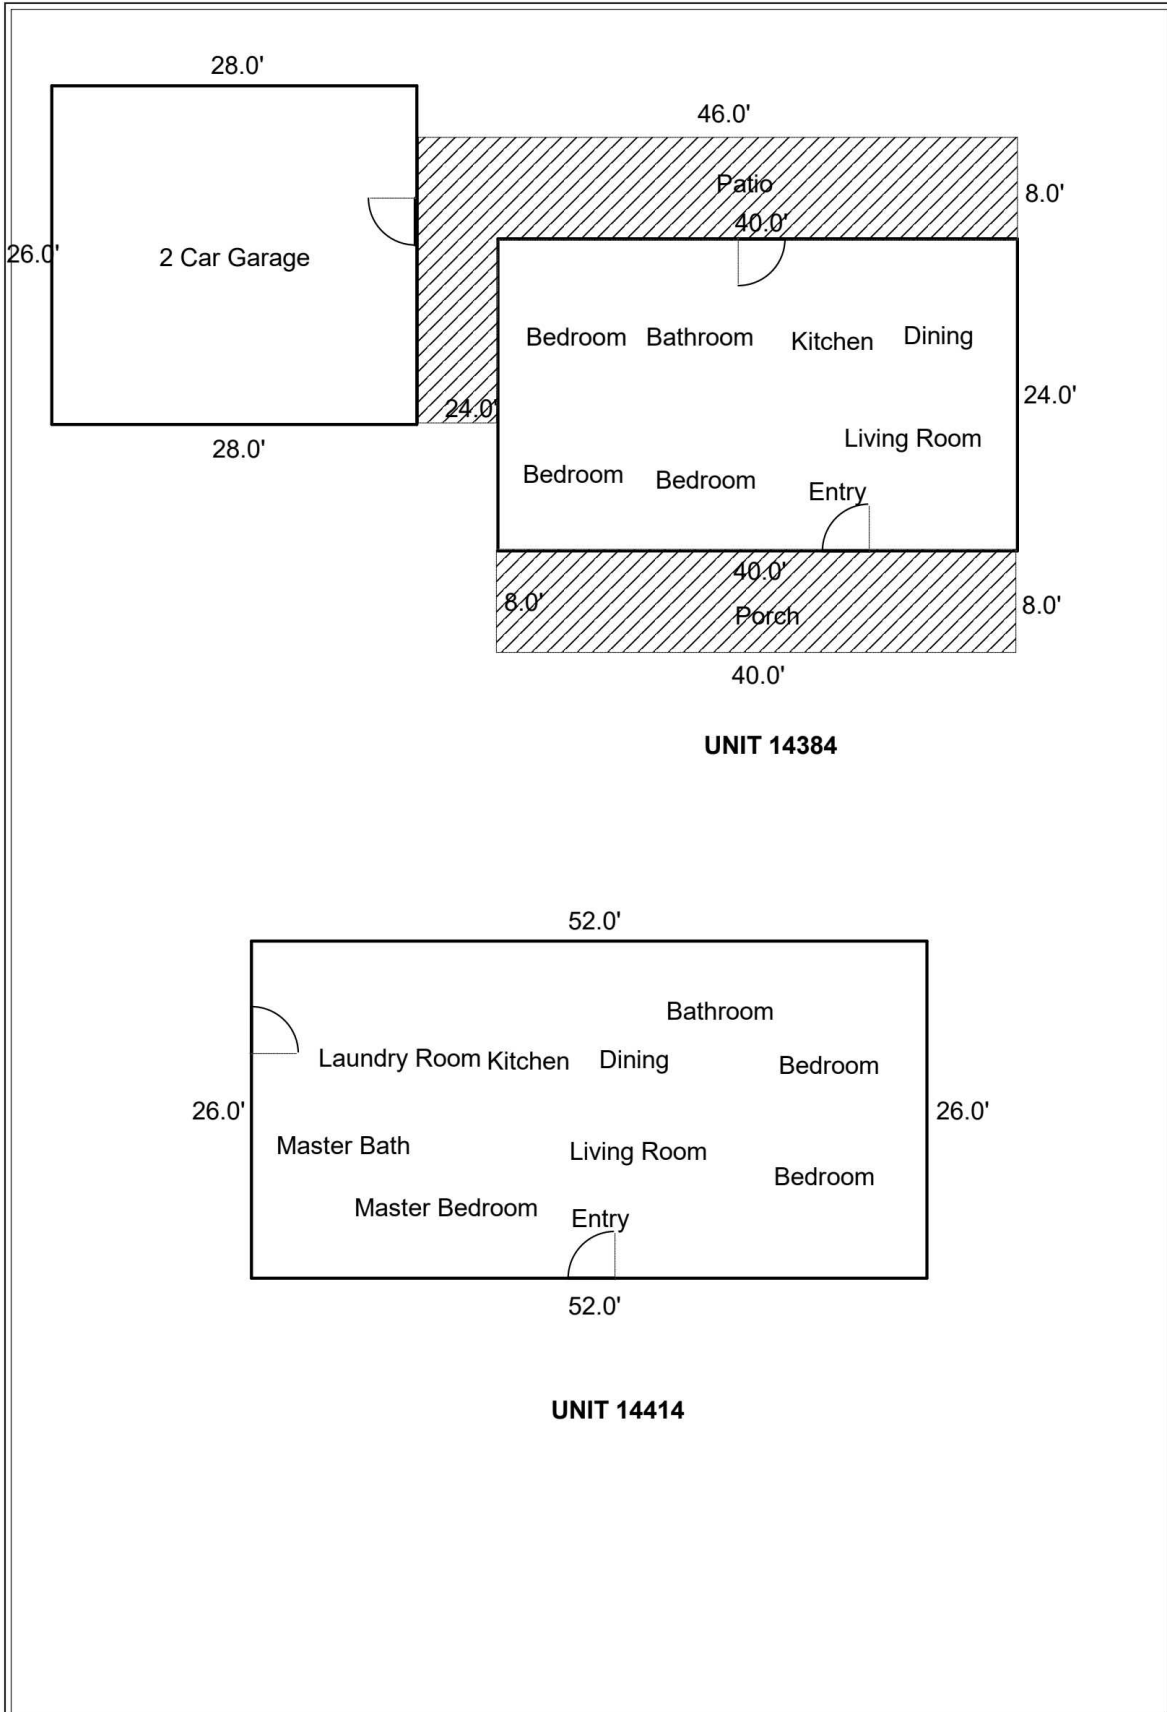 28.0'
46.0'
Patio
8.0'
40.0'
26.0'
2 Car Garage
Bedroom Bathroom Kitchen Dining
24.0'
24.0'
28.0'
Living Room
Bedroom Bedroom Entry
40.0'
8.0'
Porch
8.0'
40.0'
UNIT 14384
52.0'
Bathroom
Laundry Room Kitchen Dining Bedroom
26.0'
26.0'
Master Bath Living Room
Bedroom
Master Bedroom Entry
52.0'
UNIT 14414